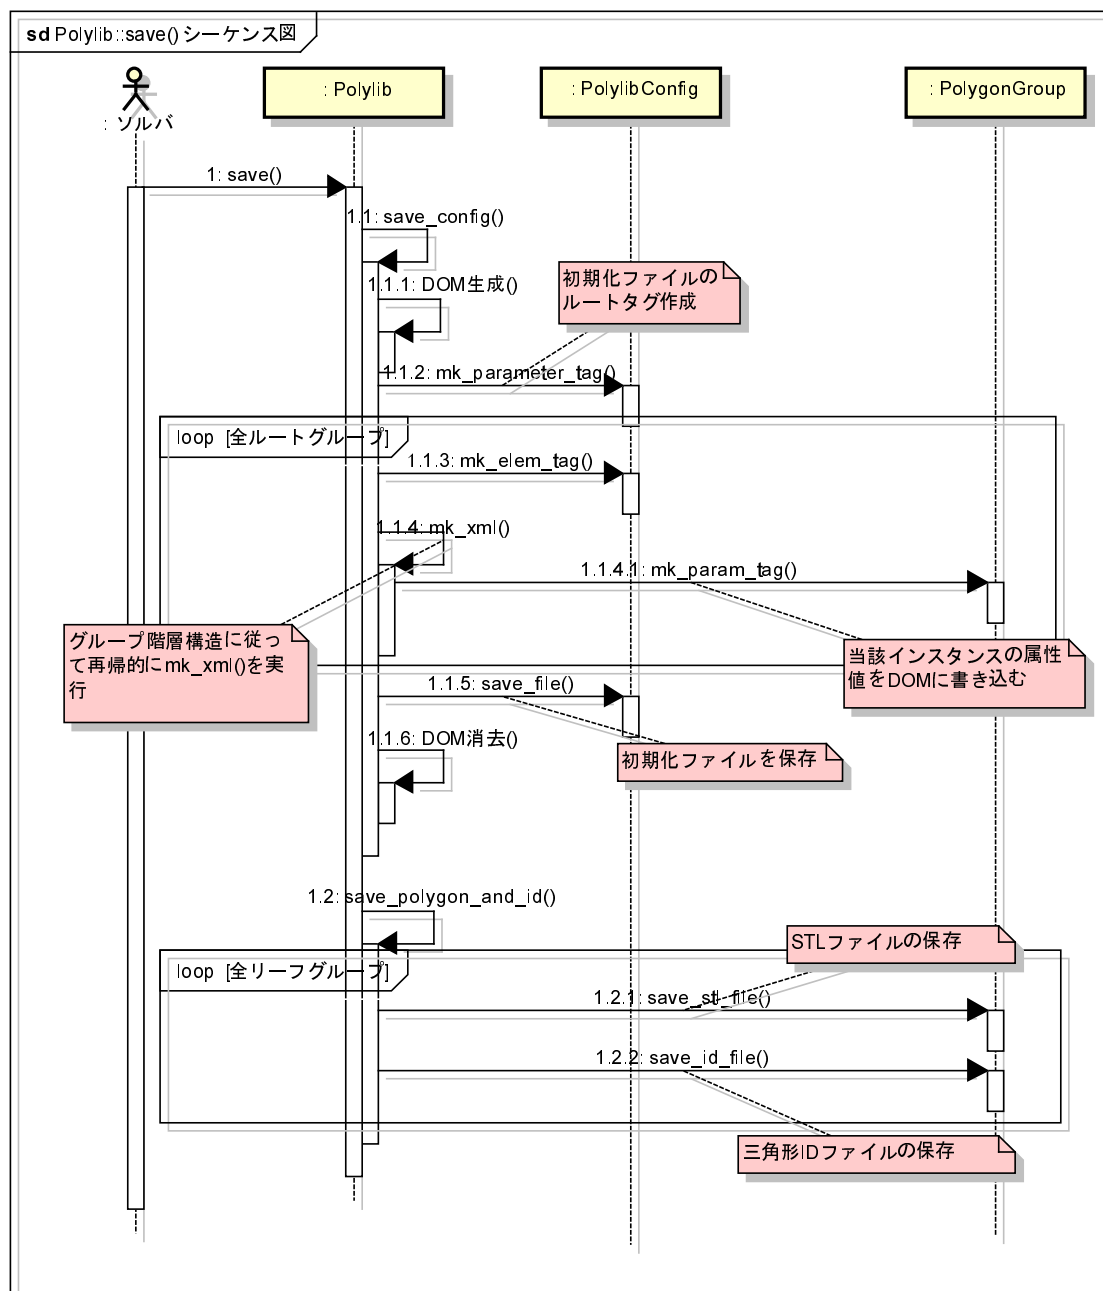 sd Polylib::save() シーケンス図
: ソルバ
: Polylib
: PolylibConfig
: PolygonGroup
1: save()
1.1: save_config()
1.1.1: DOM生成()
初期化ファイルの
ルートタグ作成
1.1.2: mk_parameter_tag()
loop [全ルートグループ]
1.1.3: mk_elem_tag()
1.1.4: mk_xml()
1.1.4.1: mk_param_tag()
グループ階層構造に従っ
て再帰的にmk_xml()を実
行
当該インスタンスの属性
値をDOMに書き込む
1.1.5: save_file()
1.1.6: DOM消去()
初期化ファイルを保存
1.2: save_polygon_and_id()
STLファイルの保存
loop [全リーフグループ]
1.2.1: save_stl_file()
1.2.2: save_id_file()
三角形IDファイルの保存